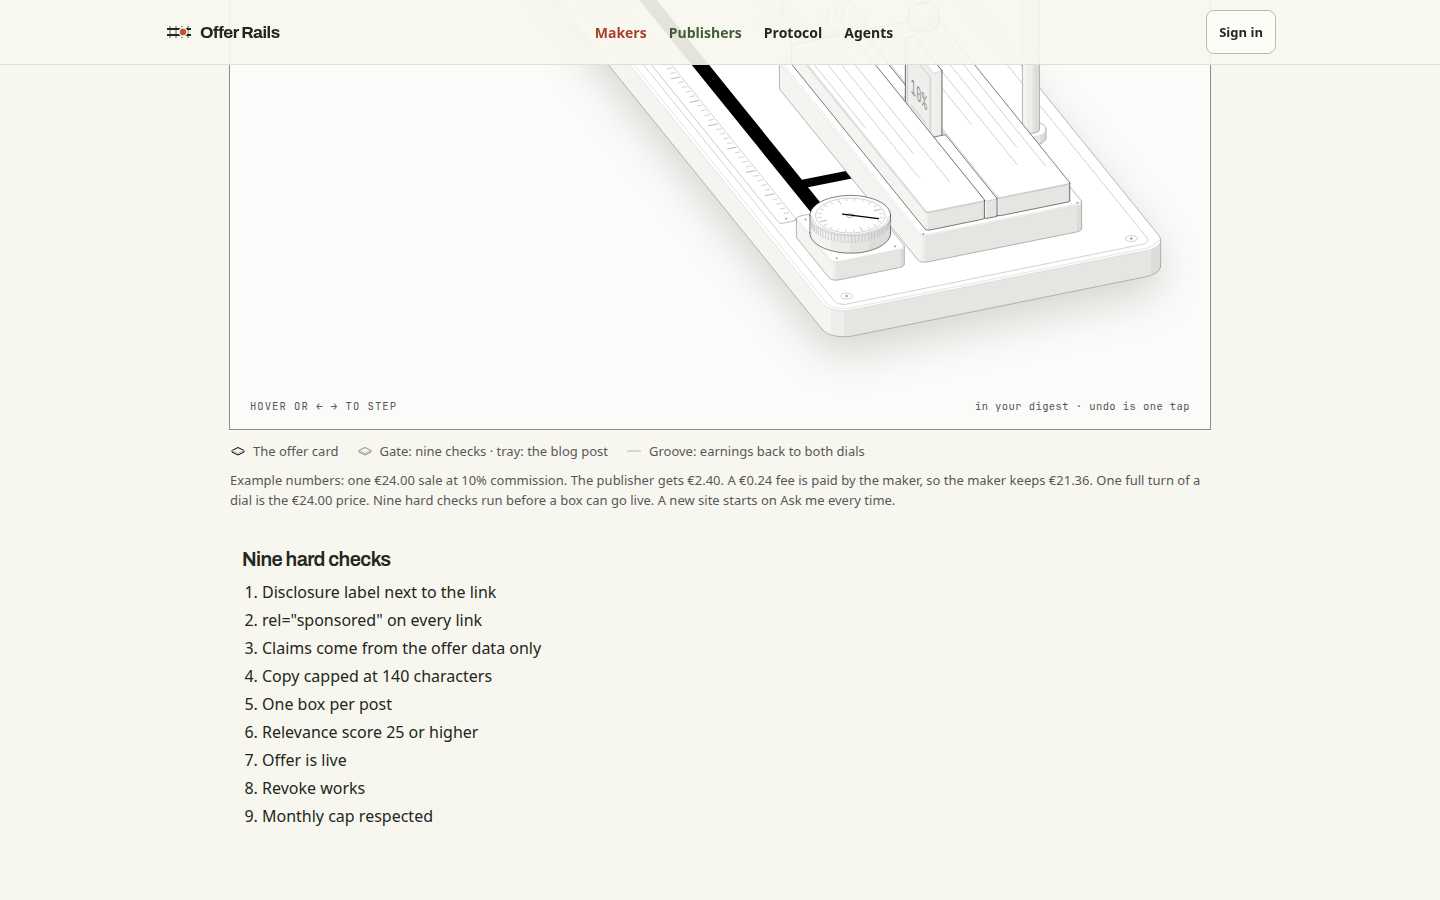 Offer Rails
Makers
Publishers
Protocol
Agents
Sign in
10%
HOVER OR ← → TO STEP
in your digest · undo is one tap
The offer card
Gate: nine checks · tray: the blog post
Groove: earnings back to both dials
Example numbers: one €24.00 sale at 10% commission. The publisher gets €2.40. A €0.24 fee is paid by the maker, so the maker keeps €21.36. One full turn of a
dial is the €24.00 price. Nine hard checks run before a box can go live. A new site starts on Ask me every time.
Nine hard checks
1. Disclosure label next to the link
2. rel="sponsored" on every link
3. Claims come from the offer data only
4. Copy capped at 140 characters
5. One box per post
6. Relevance score 25 or higher
7. Offer is live
8. Revoke works
9. Monthly cap respected